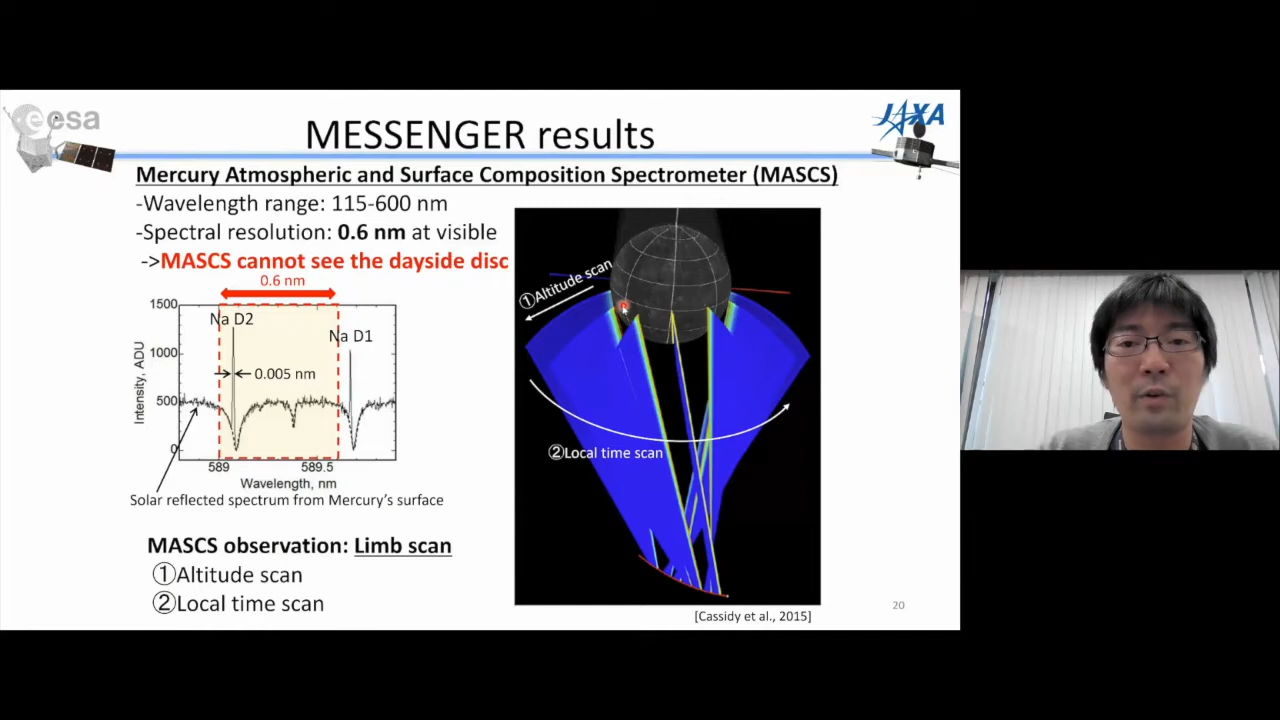 esa
JAXA
MESSENGER results
Mercury Atmospheric and Surface Composition Spectrometer (MASCS)
-Wavelength range: 115-600 nm
-Spectral resolution: 0.6 nm at visible
->MASCS cannot see the dayside disc
0.6 nm
1500
1000
500
0
Intensity, ADU
Na D2
Na D1
0.005 nm
589
589.5
Wavelength, nm
Solar reflected spectrum from Mercury's surface
①Altitude scan
②Local time scan
MASCS observation: Limb scan
①Altitude scan
②Local time scan
[Cassidy et al., 2015]
20